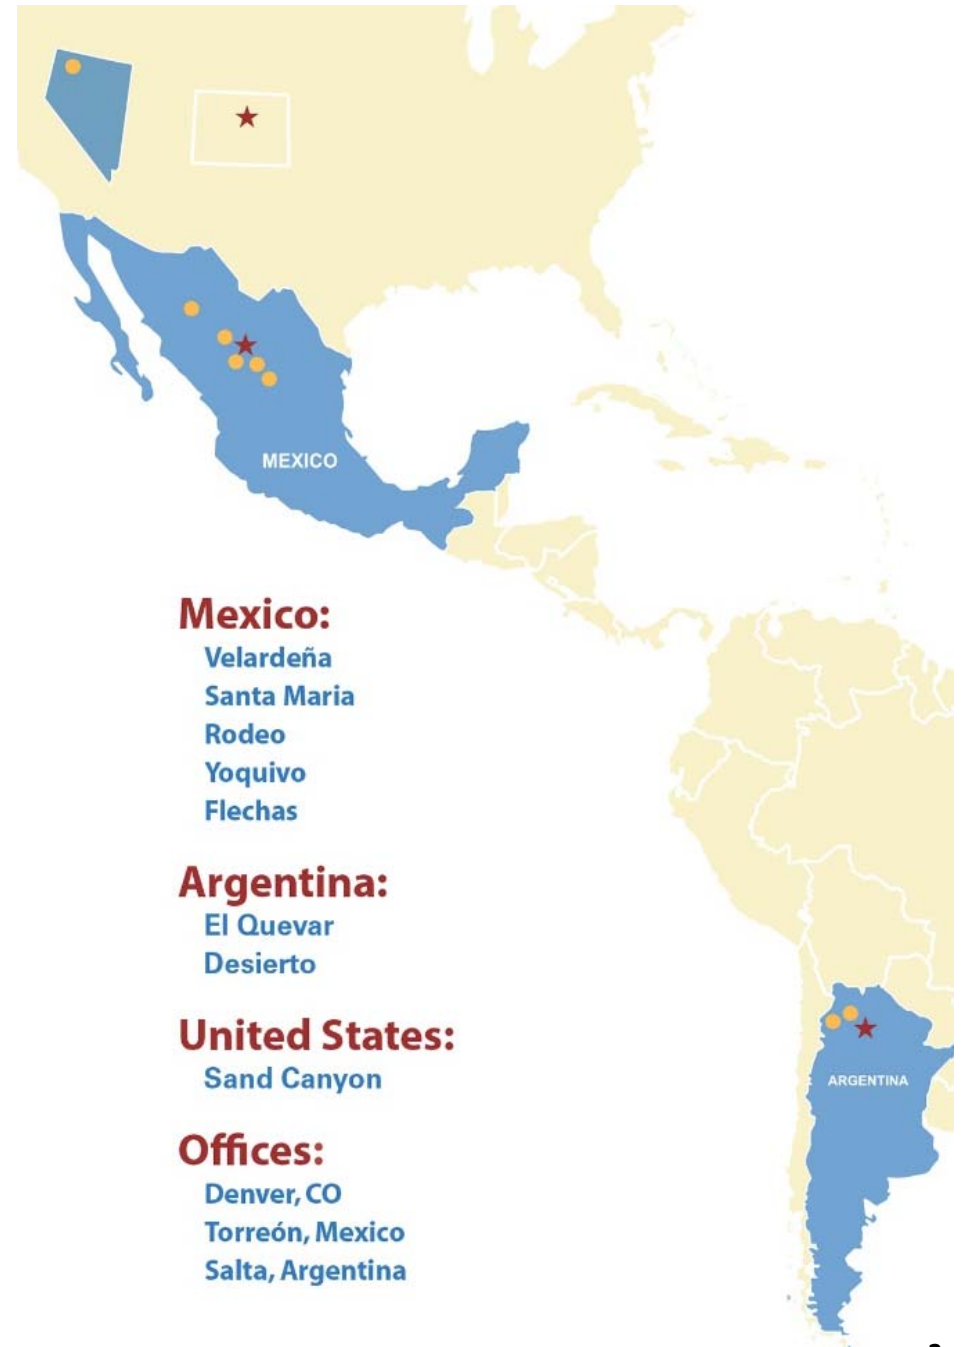 MEXICO
Mexico:
Velardeña
Santa Maria
Rodeo
Yoquivo
Flechas
Argentina:
El Quevar
Desierto
United States:
Sand Canyon
ARGENTINA
Offices:
Denver, CO
Torreón, Mexico
Salta, Argentina